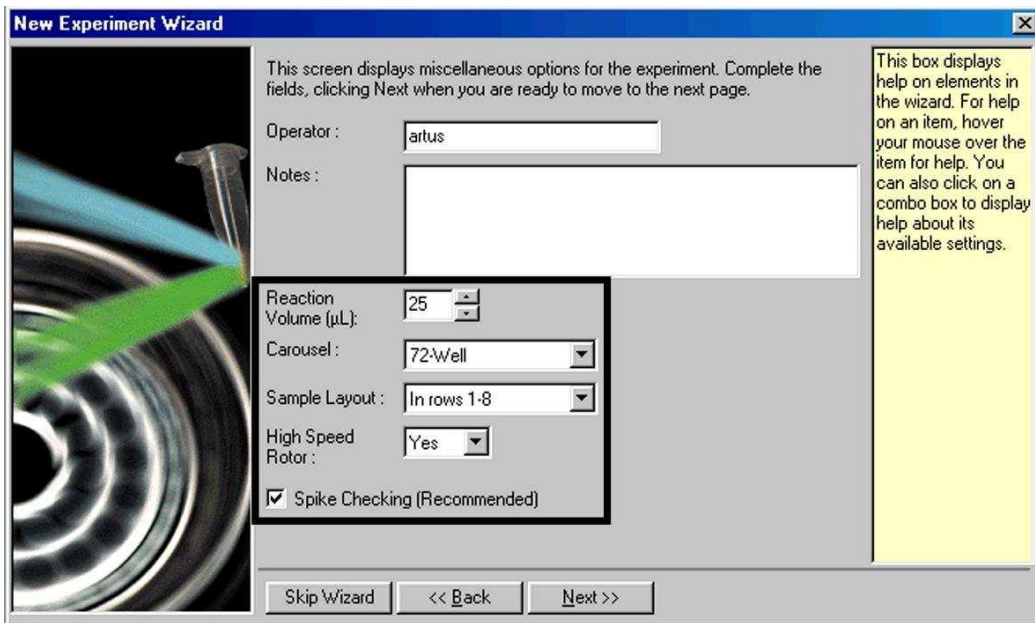 New Experiment Wizard
This screen displays miscellaneous options for the experiment. Complete the
fields, clicking Next when you are ready to move to the next page.
Operator :
artus
Notes :
Reaction
Volume (µL):
25
Carousel :
72-Well
Sample Layout :
In rows 1-8
High Speed
Rotor :
Yes
Spike Checking (Recommended)
Skip Wizard
<< Back
Next >>
This box displays
help on elements in
the wizard. For help
on an item, hover
your mouse over the
item for help. You
can also click on a
combo box to display
help about its
available settings.